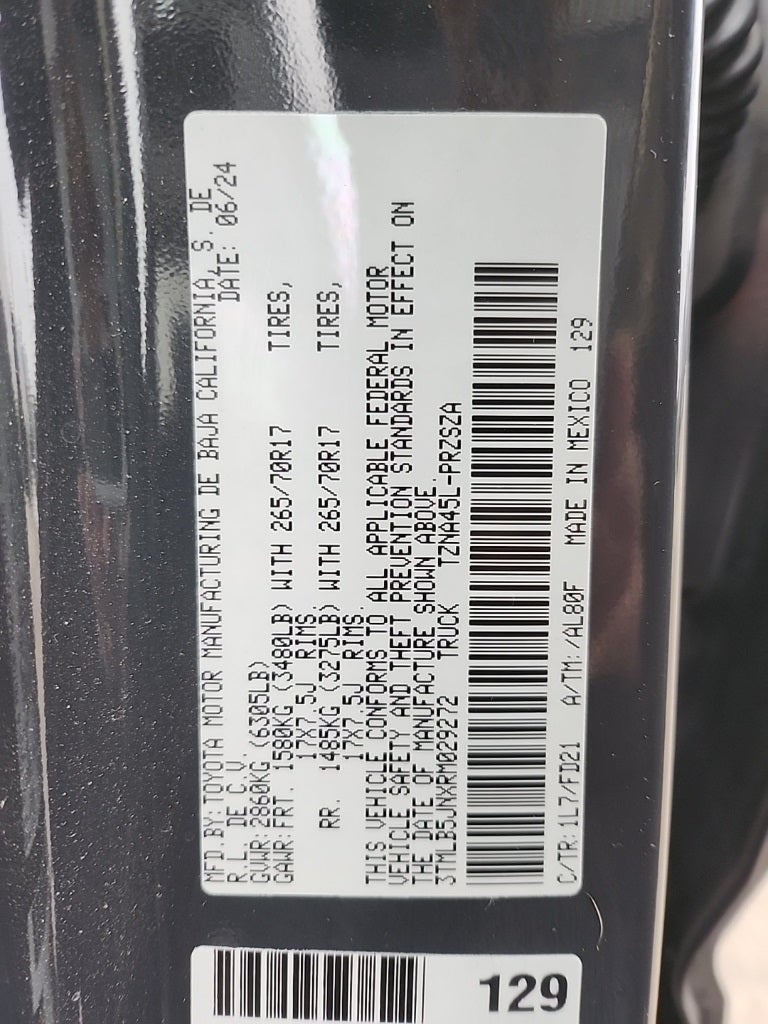 MFD.BY: TOYOTA MOTOR MANUFACTURING DE BAJA CALIFORNIA, S. DE
R.L. DE C.V. DATE: 06/24
GVWR: 2860KG (6305LB)
GAWR: FRT. 1580KG (3480LB) WITH 265/70R17 TIRES,
17X7.5J RIMS
RR. 1485KG (3275LB) WITH 265/70R17 TIRES,
17X7.5J RIMS.
THIS VEHICLE CONFORMS TO ALL APPLICABLE FEDERAL MOTOR
VEHICLE SAFETY AND THEFT PREVENTION STANDARDS IN EFFECT ON
THE DATE OF MANUFACTURE SHOWN ABOVE.
3TMLB5JNXRM029272 TRUCK TZNA45L-PRZSZA
C/TR: 1L7/FD21 A/TM: /AL80F MADE IN MEXICO 129
129